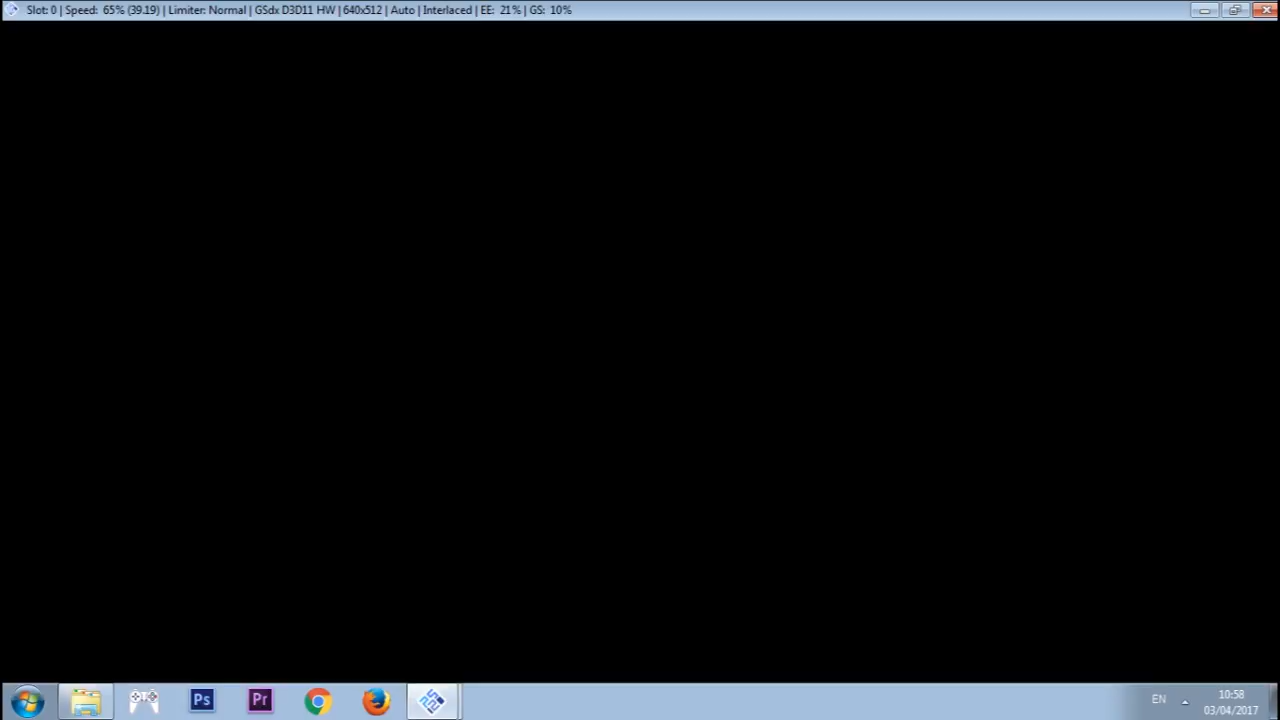 Slot: 0 | Speed: 65% (39.19) | Limiter: Normal | GSdx D3D11 HW | 640x512 | Auto | Interlaced | EE: 21% | GS: 10%
Ps
Pr
EN
10:58
03/04/2017